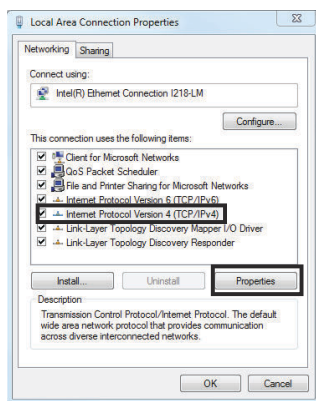 Local Area Connection Properties
Networking Sharing
Connect using:
Intel(R) Ethernet Connection I218-LM
Configure...
This connection uses the following items:
Client for Microsoft Networks
QoS Packet Scheduler
File and Printer Sharing for Microsoft Networks
Internet Protocol Version 6 (TCP/IPv6)
Internet Protocol Version 4 (TCP/IPv4)
Link-Layer Topology Discovery Mapper I/O Driver
Link-Layer Topology Discovery Responder
Install... Uninstall Properties
Description
Transmission Control Protocol/Internet Protocol. The default
wide area network protocol that provides communication
across diverse interconnected networks.
OK Cancel